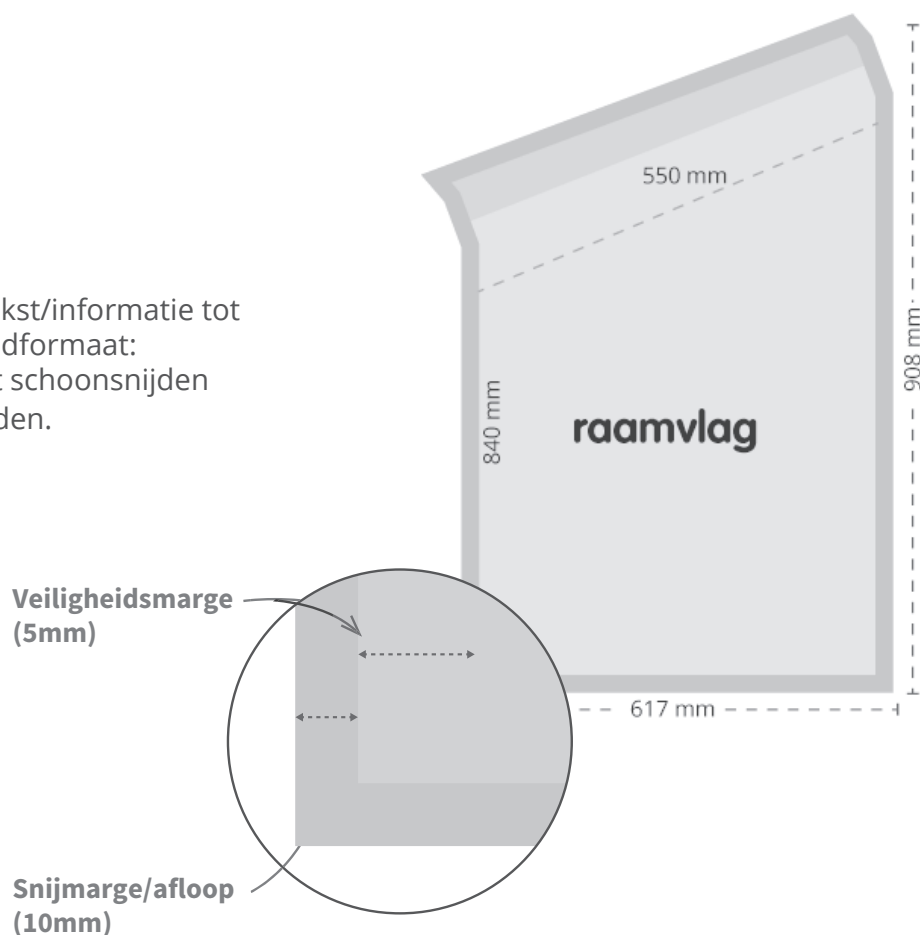 550 mm
kst/informatie tot
dformaat:
t schoonsnijden
den.
908 mm
840 mm
raamvlag
Veiligheidsmarge
(5mm)
617 mm
Snijmarge/afloop
(10mm)